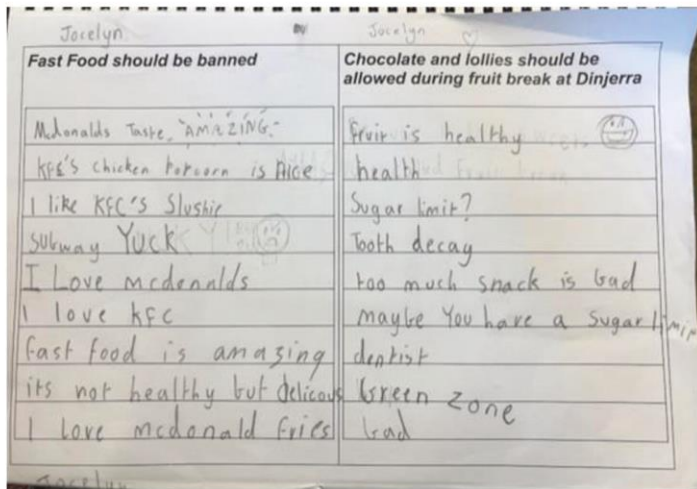 Jocelyn
Jocelyn
Fast Food should be banned
Mcdonalds Taste "AMAZING"
KFC's chicken Popcorn is Nice
I like KFC's Slushie
Subway YUCK
I Love mcdonalds
I love kfc
fast food is amazing
its not healthy but delicous
I love mcdonald fries
Chocolate and lollies should be
allowed during fruit break at Dinjerra
Fruit is healthy
health
Sugar limit?
Tooth decay
too much snack is bad
maybe You have a sugar limit
dentist
Green zone
bad
Jocelyn